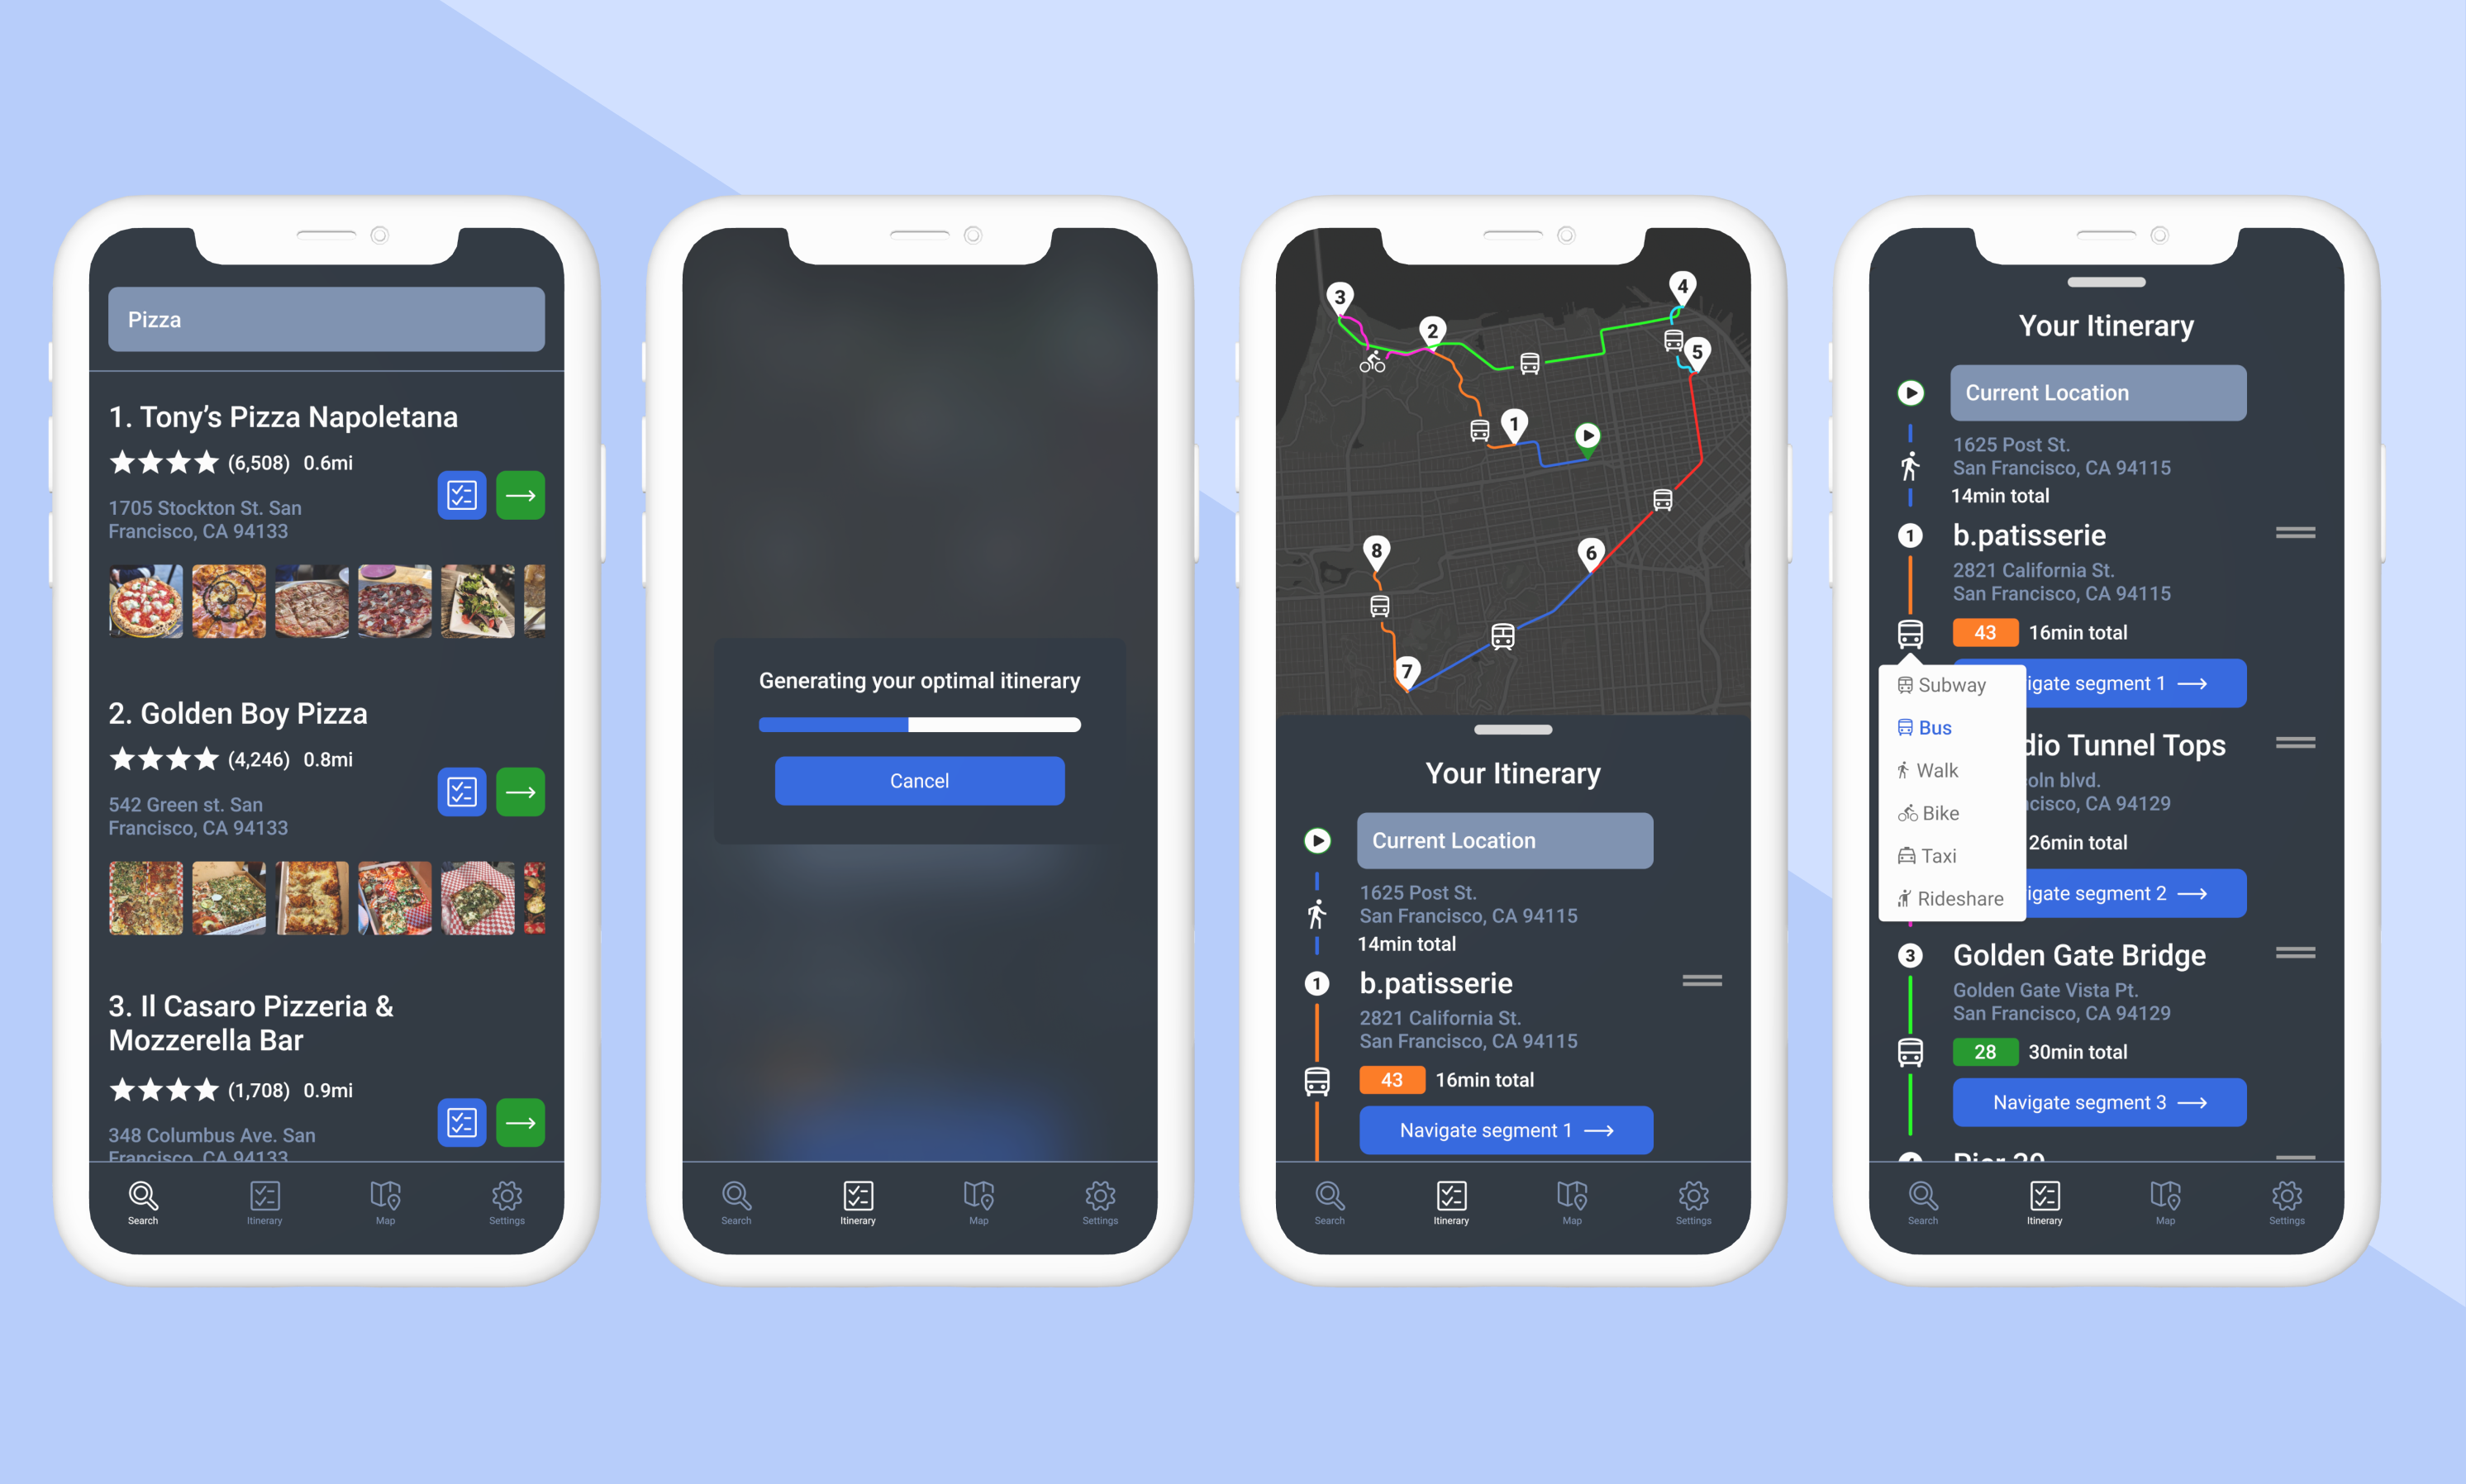 Pizza
1. Tony's Pizza Napoletana
(6,508) 0.6mi
1705 Stockton St. San
Francisco, CA 94133
2. Golden Boy Pizza
(4,246) 0.8mi
542 Green st. San
Francisco, CA 94133
3. Il Casaro Pizzeria &
Mozzerella Bar
(1,708) 0.9mi
348 Columbus Ave. San
Francisco, CA 94133
Search Itinerary Map Settings
Generating your optimal itinerary
Cancel
Search Itinerary Map Settings
3
4
2
5
1
8
6
7
Your Itinerary
Current Location
1625 Post St.
San Francisco, CA 94115
14min total
1 b.patisserie
2821 California St.
San Francisco, CA 94115
43 16min total
Navigate segment 1
Search Itinerary Map Settings
Your Itinerary
Current Location
1625 Post St.
San Francisco, CA 94115
14min total
1 b.patisserie
2821 California St.
San Francisco, CA 94115
43 16min total
igate segment 1
Subway
Bus
Walk
Bike
Taxi
Rideshare
dio Tunnel Tops
oln blvd.
cisco, CA 94129
26min total
igate segment 2
3 Golden Gate Bridge
Golden Gate Vista Pt.
San Francisco, CA 94129
28 30min total
Navigate segment 3
Search Itinerary Map Settings